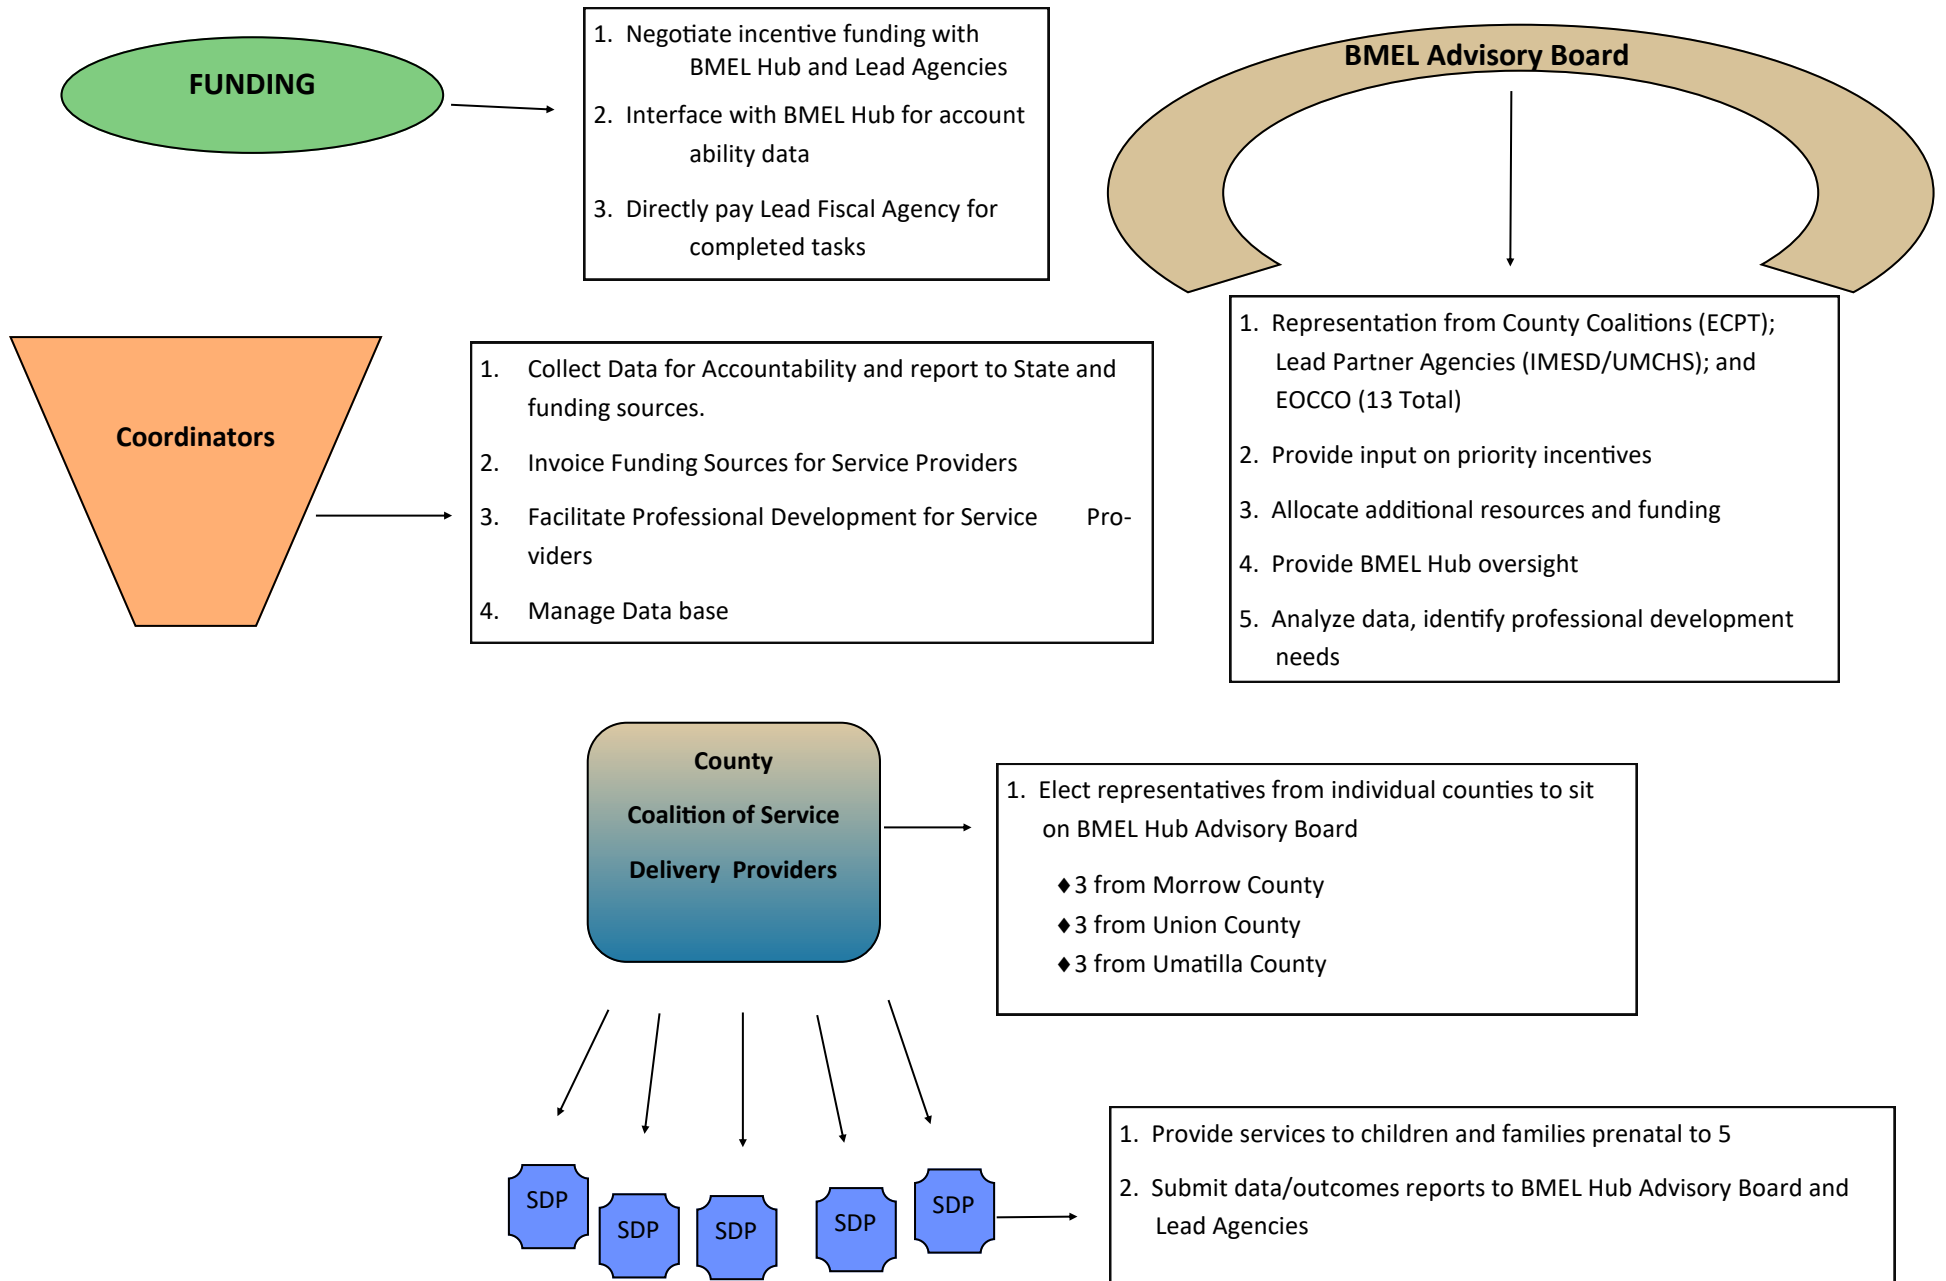 FUNDING
1. Negotiate incentive funding with
BMEL Hub and Lead Agencies
2. Interface with BMEL Hub for account
ability data
3. Directly pay Lead Fiscal Agency for
completed tasks
BMEL Advisory Board
1. Representation from County Coalitions (ECPT);
Lead Partner Agencies (IMESD/UMCHS); and
EOCCO (13 Total)
2. Provide input on priority incentives
3. Allocate additional resources and funding
4. Provide BMEL Hub oversight
5. Analyze data, identify professional development
needs
Coordinators
1. Collect Data for Accountability and report to State and
funding sources.
2. Invoice Funding Sources for Service Providers
3. Facilitate Professional Development for Service Pro-
viders
4. Manage Data base
County
Coalition of Service
Delivery Providers
1. Elect representatives from individual counties to sit
on BMEL Hub Advisory Board
♦3 from Morrow County
♦3 from Union County
♦3 from Umatilla County
SDP
SDP
SDP
SDP
SDP
1. Provide services to children and families prenatal to 5
2. Submit data/outcomes reports to BMEL Hub Advisory Board and
Lead Agencies